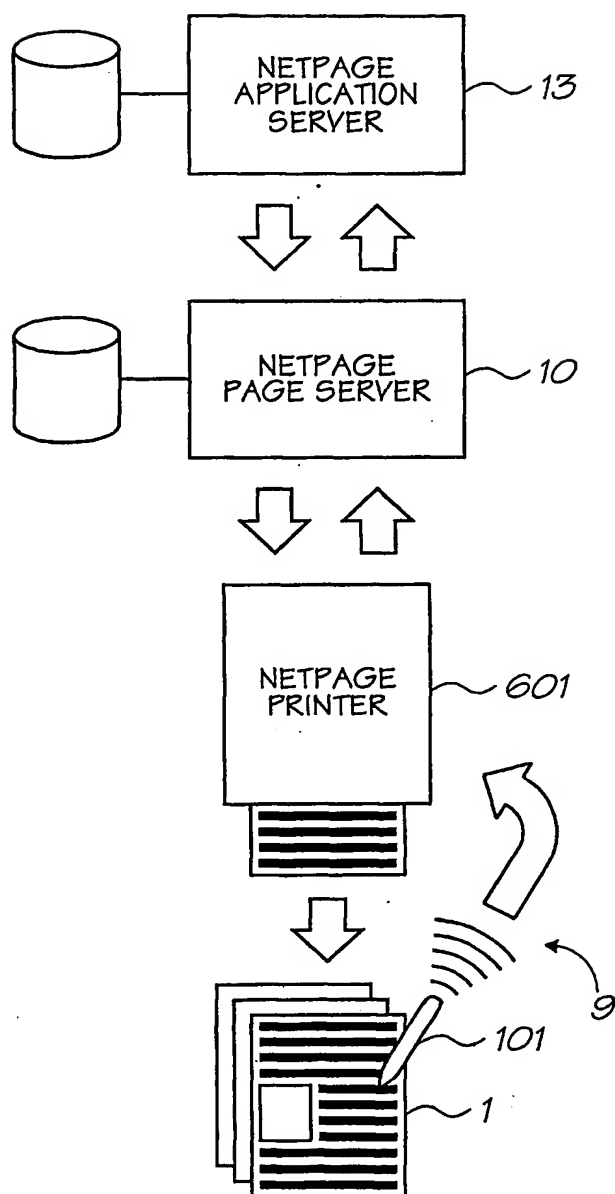 NETPAGE
APPLICATION
SERVER
13
NETPAGE
PAGE SERVER
10
NETPAGE
PRINTER
601
9
101
1